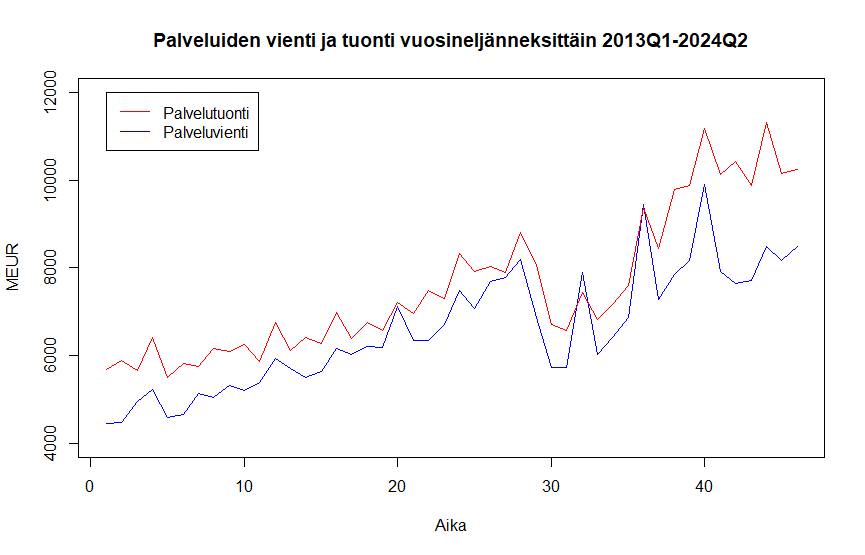 Palveluiden vienti ja tuonti vuosineljänneksittäin 2013Q1-2024Q2
Palvelutuonti
Palveluvienti
12000
10000
8000
6000
4000
MEUR
0 10 20 30 40
Aika